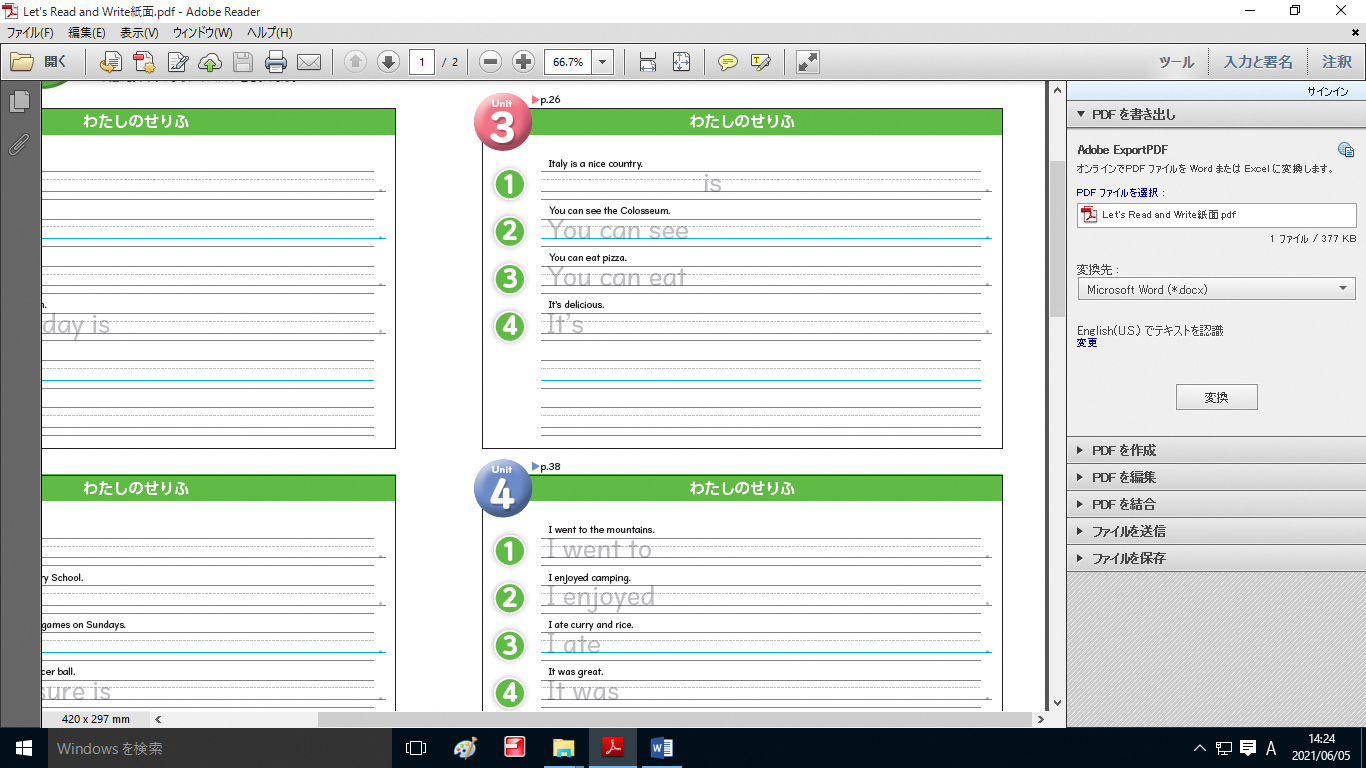 Let's Read and Write紙面.pdf - Adobe Reader
ファイル(F) 編集(E) 表示(V) ウィンドウ(W) ヘルプ(H)
開く 1 / 2 66.7% ツール 入力と署名 注釈
サインイン
PDF を書き出し
Adobe ExportPDF
オンラインでPDF ファイルを Word または Excel に変換します。
PDF ファイルを選択 :
Let's Read and Write紙面.pdf
1 ファイル / 377 KB
変換先 :
Microsoft Word (*.docx)
English(U.S.) でテキストを認識
変更
変換
PDF を作成
PDF を編集
PDF を結合
ファイルを送信
ファイルを保存
わたしのせりふ
.
.
.
n.
day is .
Unit 3 p.26
わたしのせりふ
Italy is a nice country.
1 is .
You can see the Colosseum.
2 You can see .
You can eat pizza.
3 You can eat .
It's delicious.
4 It's .
わたしのせりふ
.
ry School.
.
games on Sundays.
.
cer ball.
sure is .
Unit 4 p.38
わたしのせりふ
I went to the mountains.
1 I went to .
I enjoyed camping.
2 I enjoyed .
I ate curry and rice.
3 I ate .
It was great.
4 It was .
420 x 297 mm
Windows を検索
A
14:24
2021/06/05